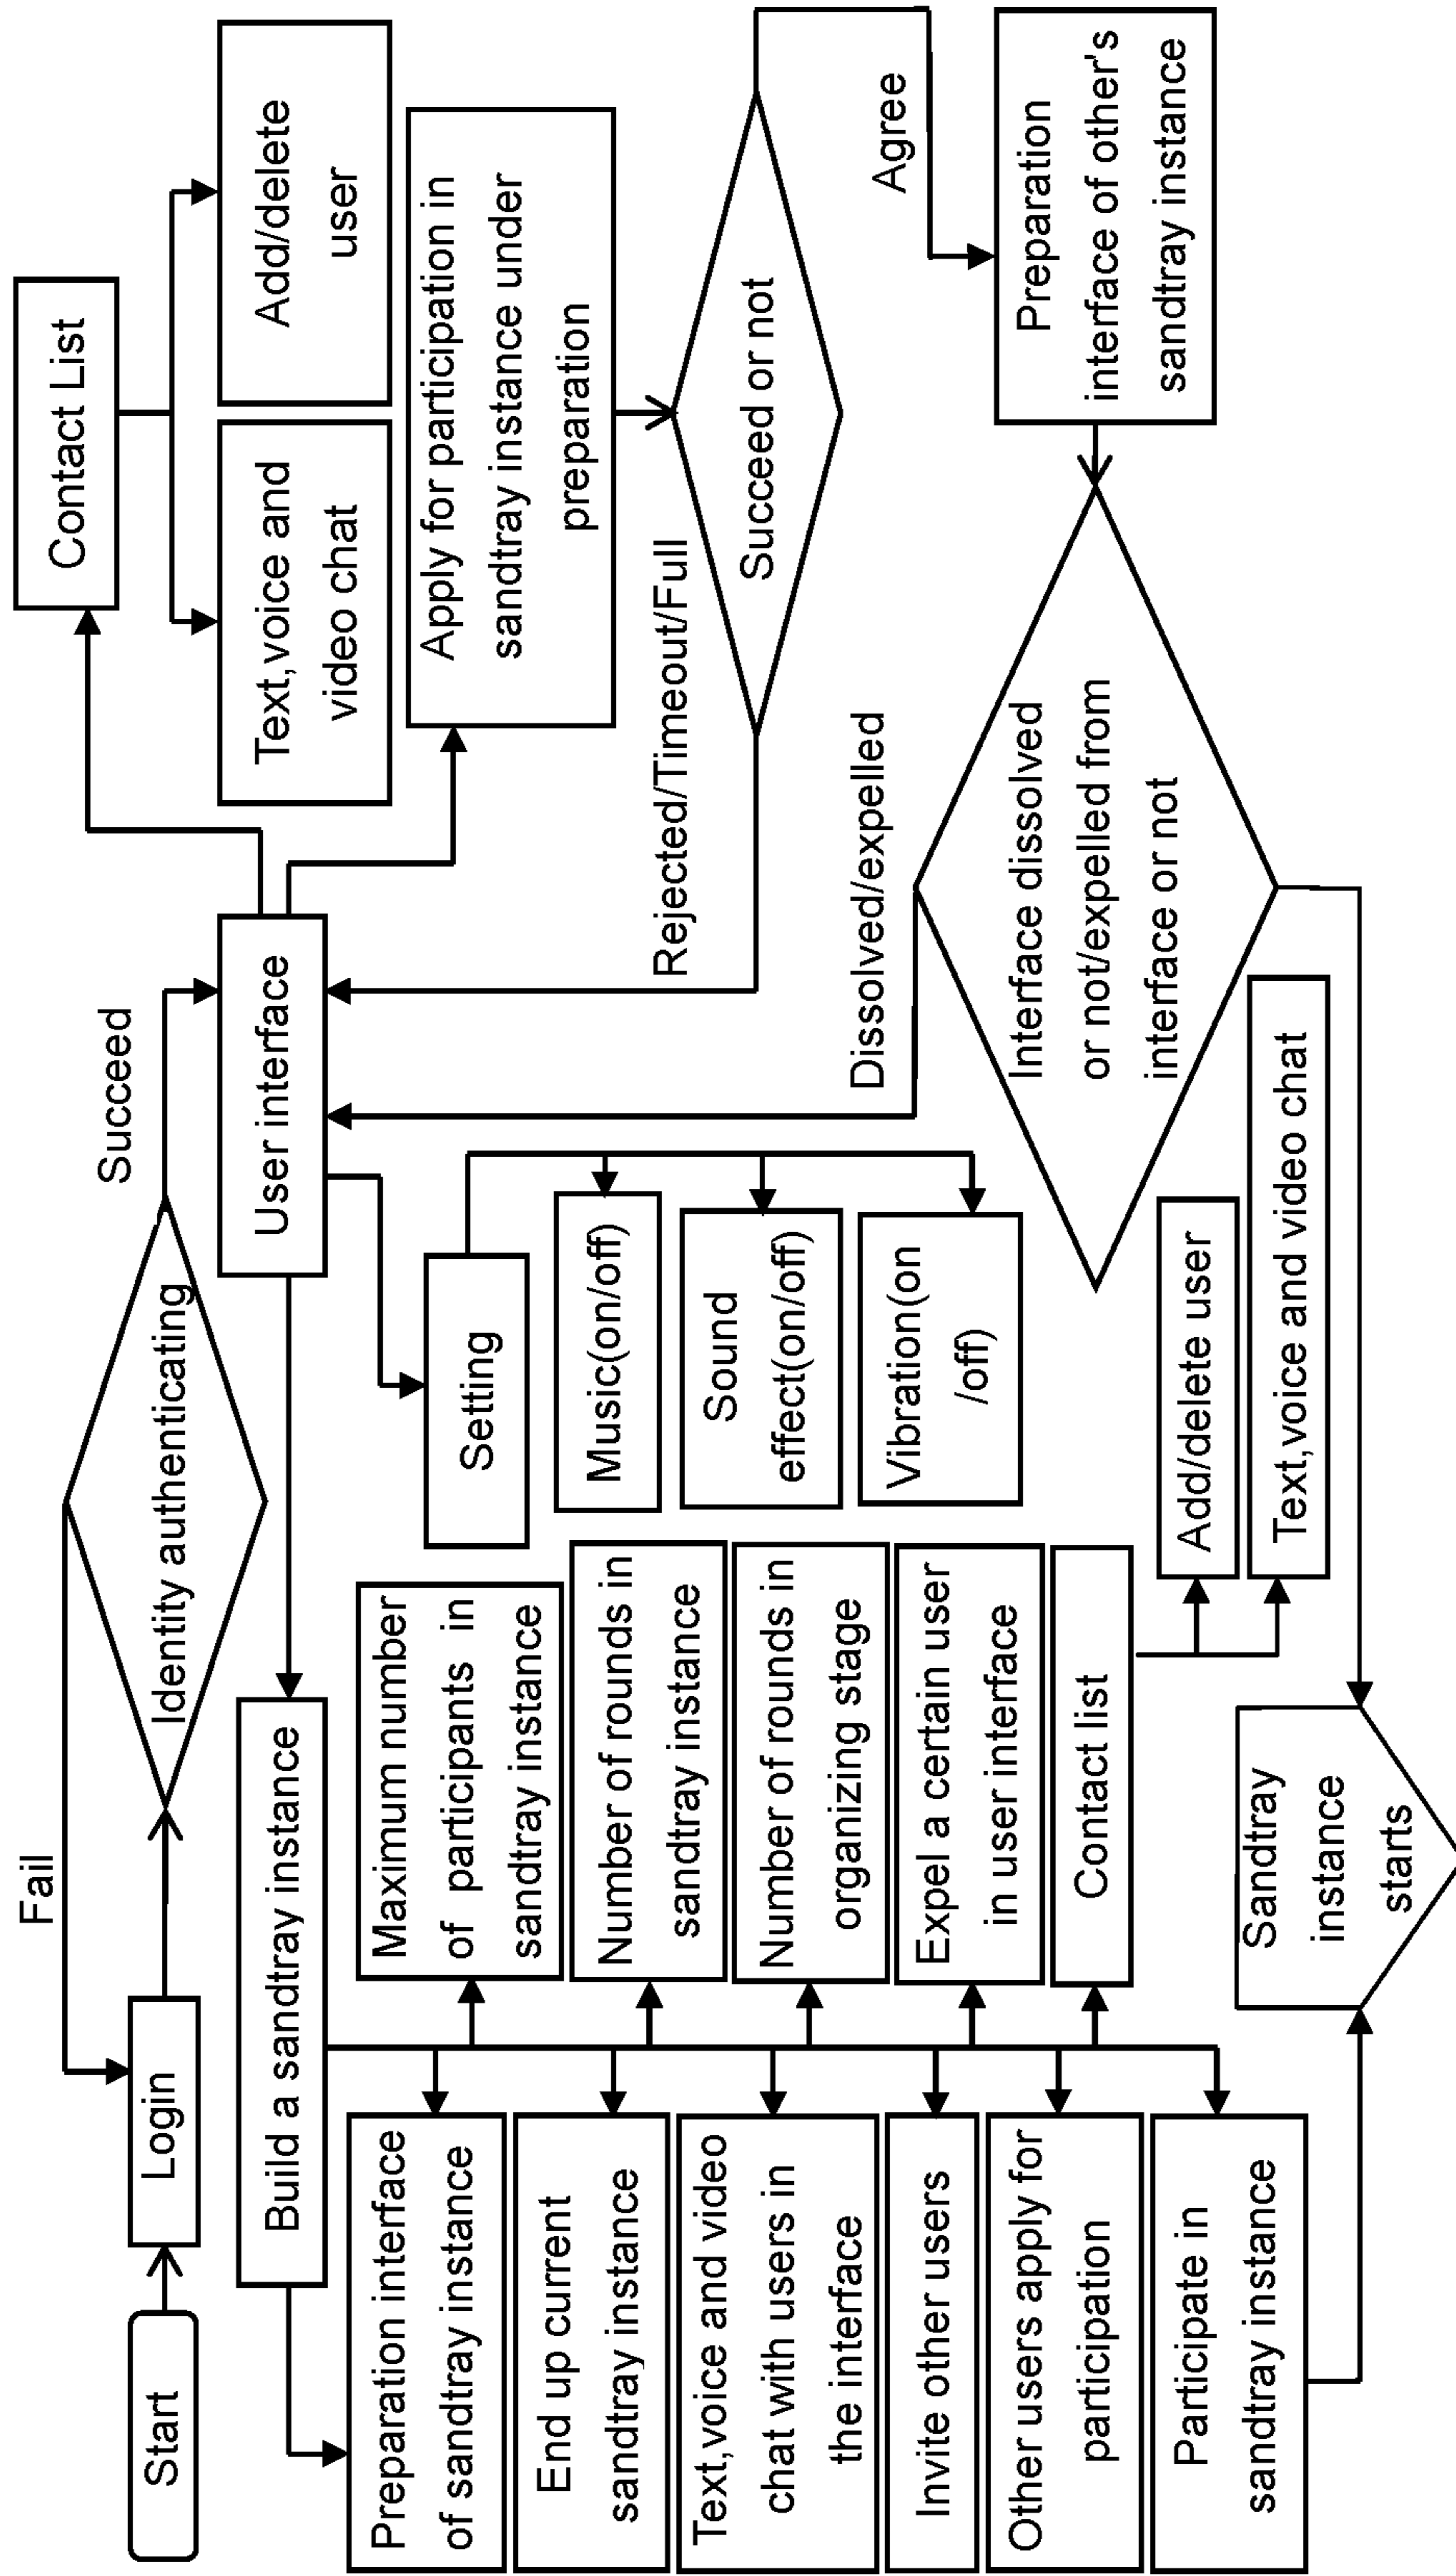 Start
Login
Fail
Identity authenticating
Succeed
User interface
Contact List
Text,voice and
video chat
Add/delete
user
Apply for participation in
sandtray instance under
preparation
Rejected/Timeout/Full
Succeed or not
Agree
Preparation
interface of other's
sandtray instance
Dissolved/expelled
Interface dissolved
or not/expelled from
interface or not
Setting
Music(on/off)
Sound
effect(on/off)
Vibration(on
/off)
Build a sandtray instance
Preparation interface
of sandtray instance
End up current
sandtray instance
Text,voice and video
chat with users in
the interface
Invite other users
Other users apply for
participation
Participate in
sandtray instance
Maximum number
of participants in
sandtray instance
Number of rounds in
sandtray instance
Number of rounds in
organizing stage
Expel a certain user
in user interface
Contact list
Add/delete user
Text,voice and video chat
Sandtray
instance
starts